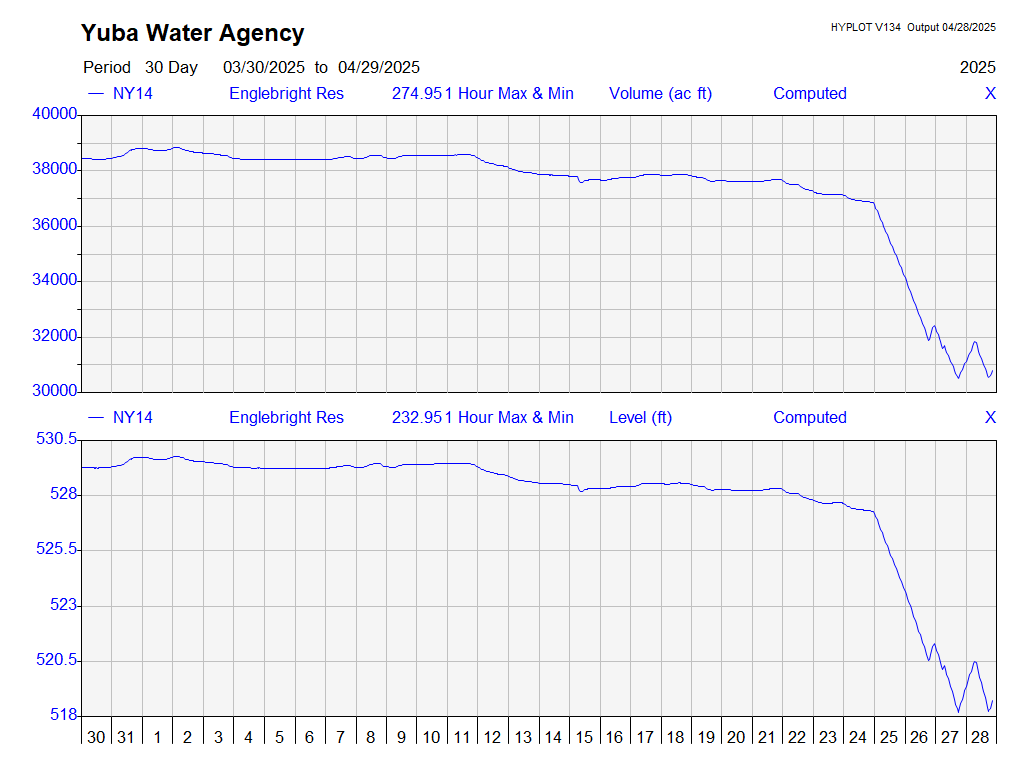 Yuba Water Agency
HYPLOT V134 Output 04/28/2025
Period 30 Day 03/30/2025 to 04/29/2025
2025
NY14 Englebright Res 274.951 Hour Max & Min Volume (ac ft) Computed X
40000
38000
36000
34000
32000
30000
NY14 Englebright Res 232.951 Hour Max & Min Level (ft) Computed X
530.5
528
525.5
523
520.5
518
30 31 1 2 3 4 5 6 7 8 9 10 11 12 13 14 15 16 17 18 19 20 21 22 23 24 25 26 27 28